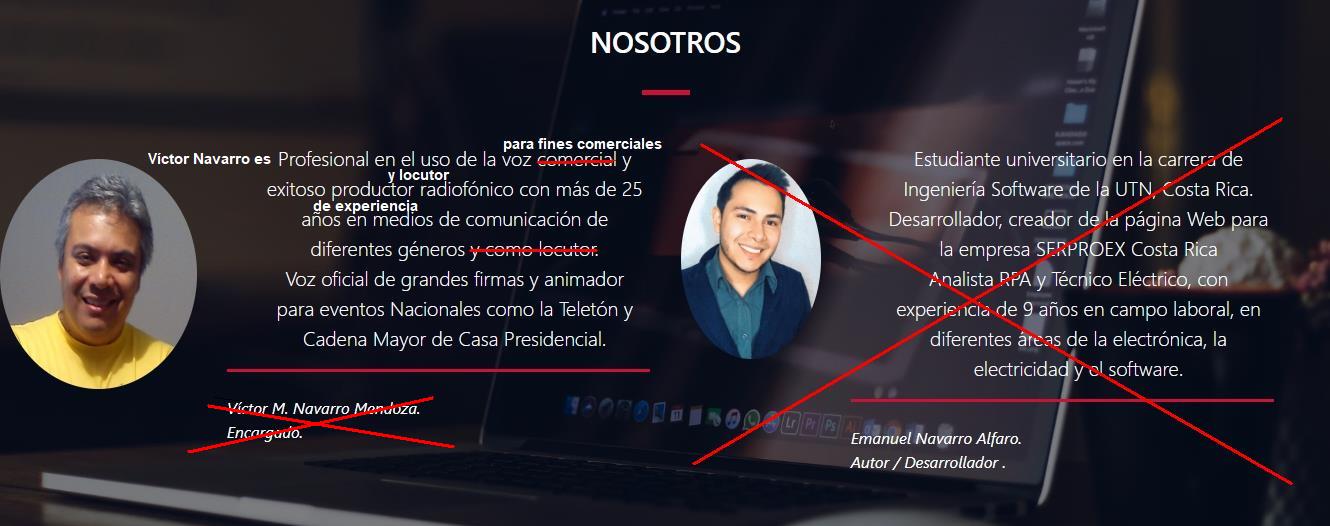 NOSOTROS
para fines comerciales
Víctor Navarro es Profesional en el uso de la voz comercial y
y locutor
exitoso productor radiofónico con más de 25
de experiencia
años en medios de comunicación de
diferentes géneros y como locutor.
Voz oficial de grandes firmas y animador
para eventos Nacionales como la Teletón y
Cadena Mayor de Casa Presidencial.
Víctor M. Navarro Mendoza.
Encargado.
Estudiante universitario en la carrera de
Ingeniería Software de la UTN, Costa Rica.
Desarrollador, creador de la página Web para
la empresa SERPROEX Costa Rica
Analista RPA y Técnico Eléctrico, con
experiencia de 9 años en campo laboral, en
diferentes áreas de la electrónica, la
electricidad y el software.
Emanuel Navarro Alfaro.
Autor / Desarrollador .
Lr Pr Ps Ai